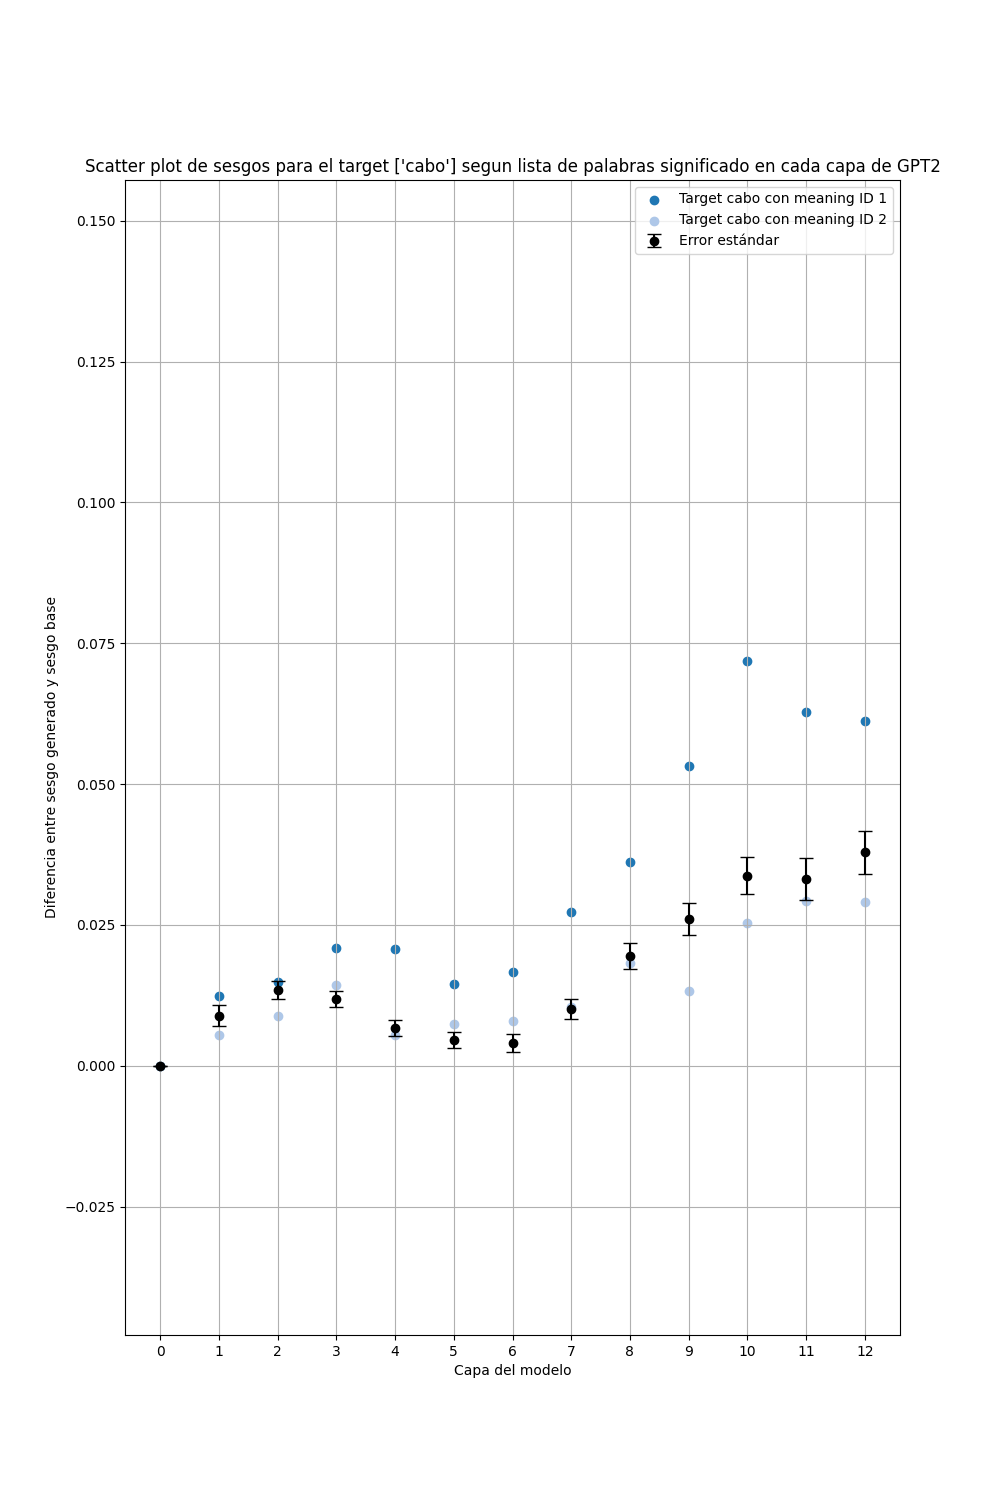 Scatter plot de sesgos para el target ['cabo'] segun lista de palabras significado en cada capa de GPT2
Target cabo con meaning ID 1
Target cabo con meaning ID 2
Error estándar
0.150
0.125
0.100
0.075
0.050
0.025
0.000
−0.025
Diferencia entre sesgo generado y sesgo base
0 1 2 3 4 5 6 7 8 9 10 11 12
Capa del modelo